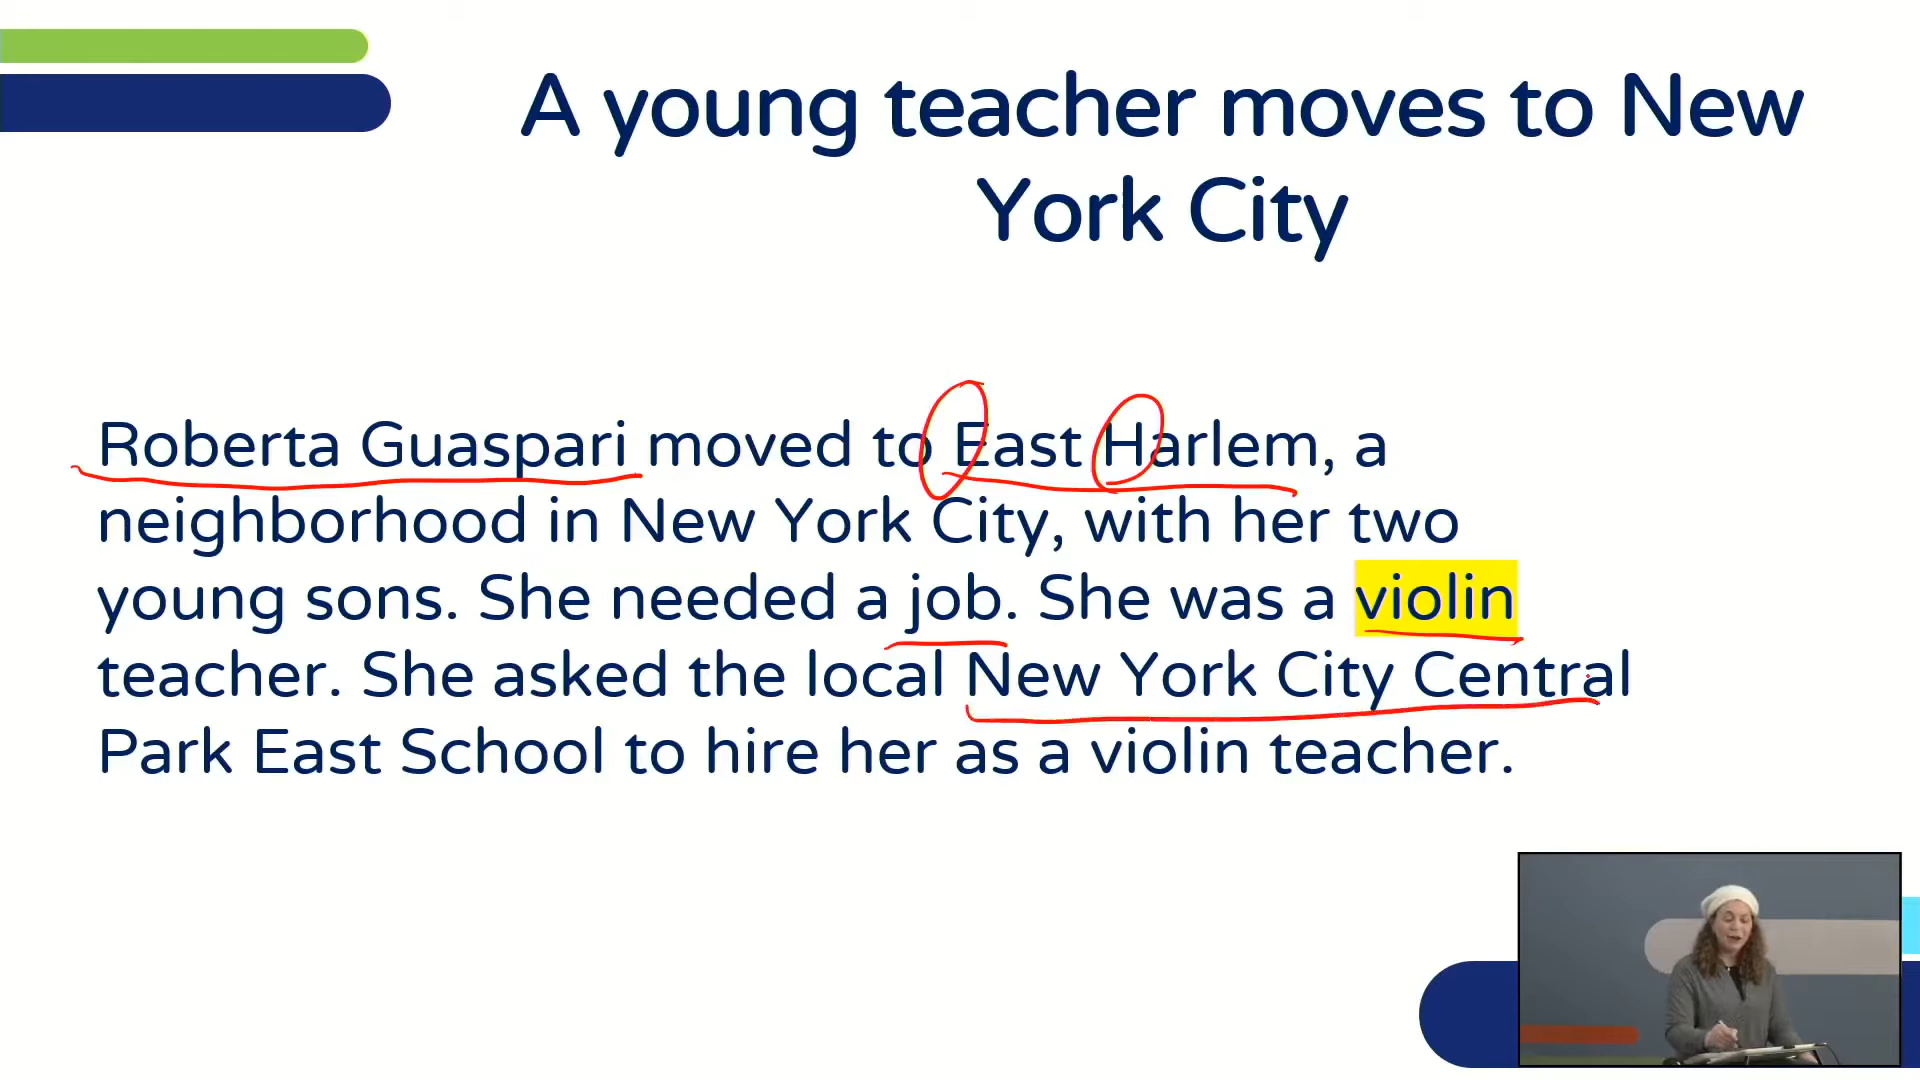 A young teacher moves to New
York City
Roberta Guaspari moved to East Harlem, a
neighborhood in New York City, with her two
young sons. She needed a job. She was a violin
teacher. She asked the local New York City Central
Park East School to hire her as a violin teacher.